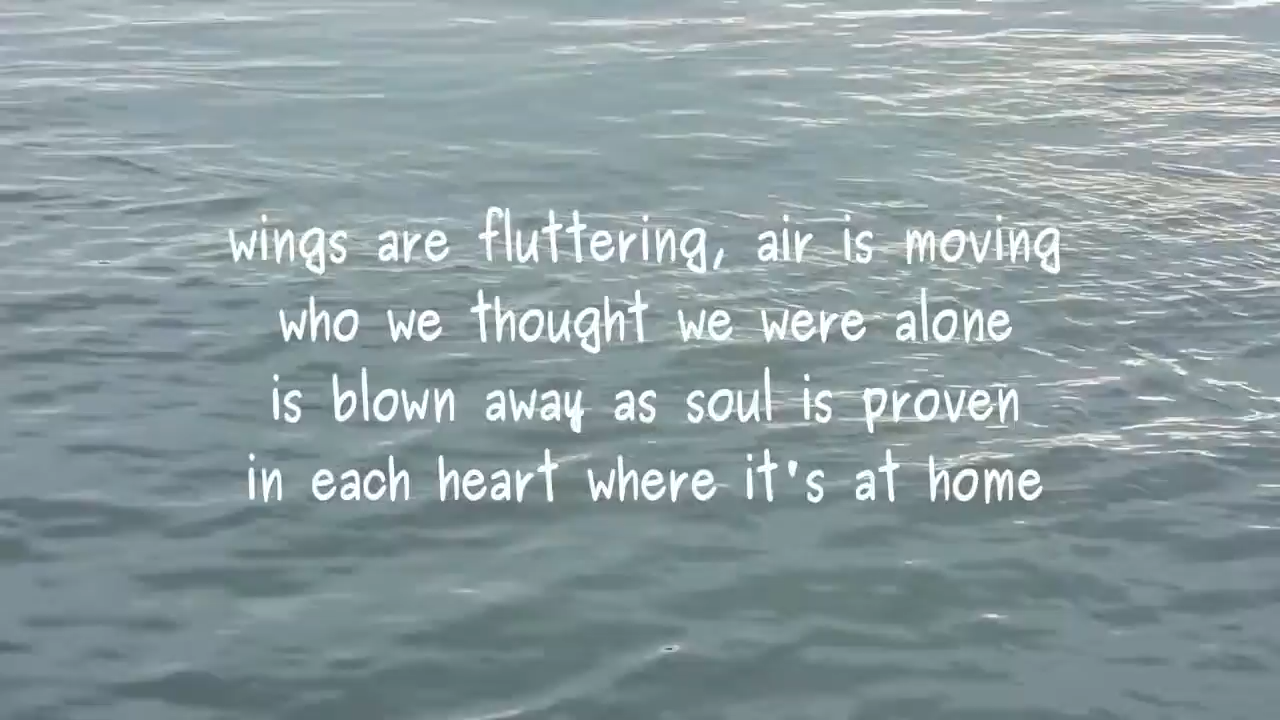 wings are fluttering, air is moving
who we thought we were alone
is blown away as soul is proven
in each heart where it's at home